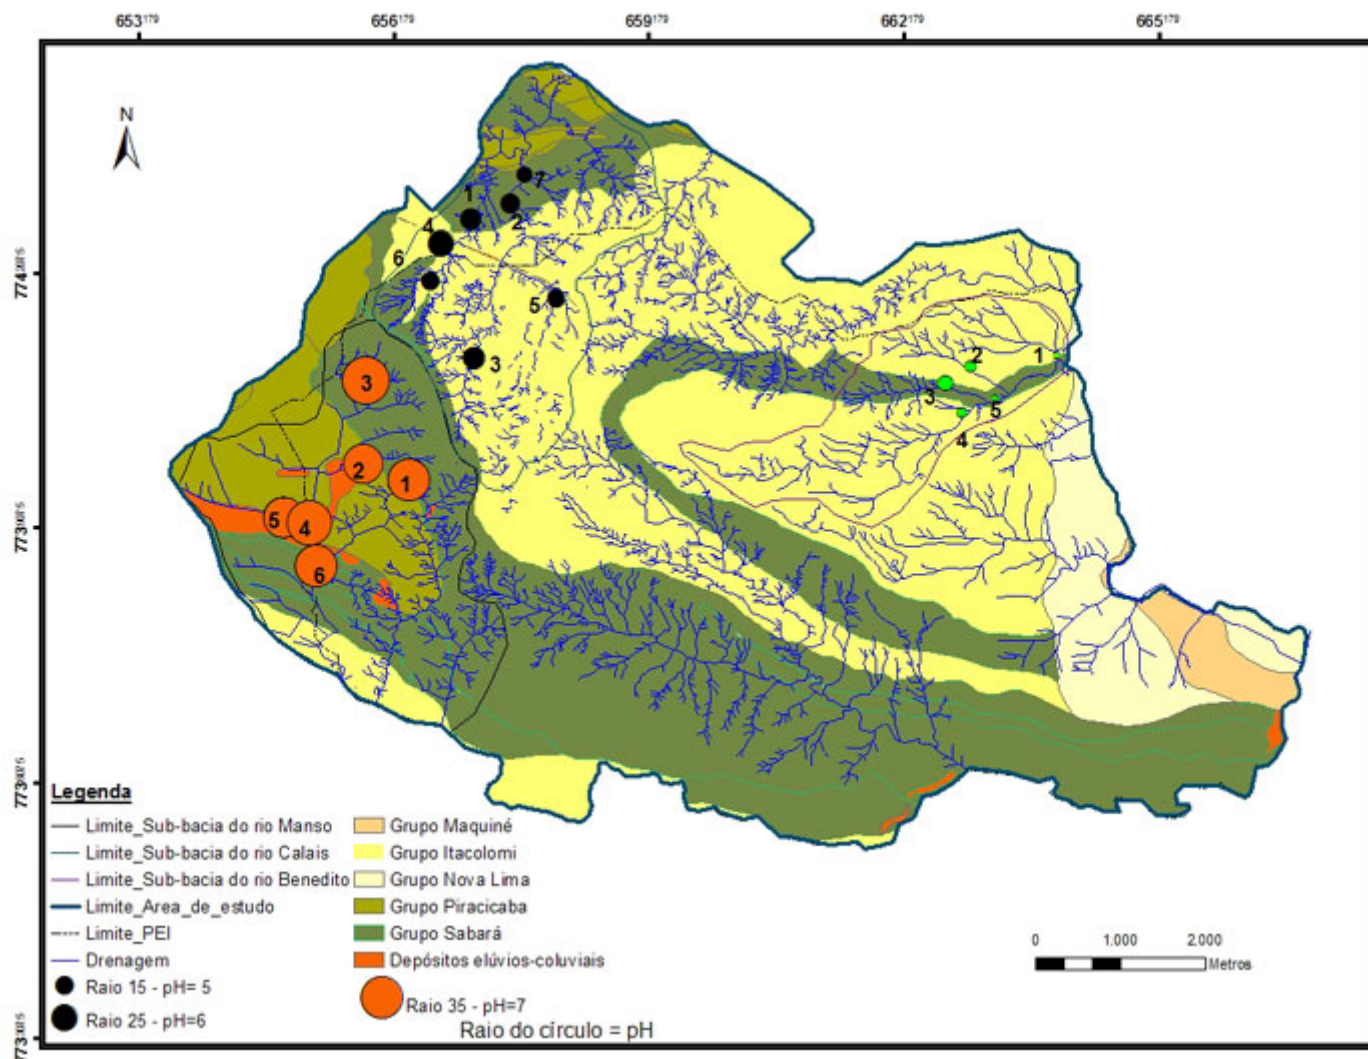 653¹⁷⁹ 656¹⁷⁹ 659¹⁷⁹ 662¹⁷⁹ 665¹⁷⁹
N
7
1
2
4
6
5
3
2
1
3
5
4
3
2
1
5
4
6
Legenda
Limite_Sub-bacia do rio Manso
Limite_Sub-bacia do rio Calais
Limite_Sub-bacia do rio Benedito
Limite_Area_de_estudo
Limite_PEI
Drenagem
Raio 15 - pH= 5
Raio 25 - pH=6
Grupo Maquiné
Grupo Itacolomi
Grupo Nova Lima
Grupo Piracicaba
Grupo Sabará
Depósitos elúvios-coluviais
Raio 35 - pH=7
Raio do círculo = pH
0 1.000 2.000
Metros